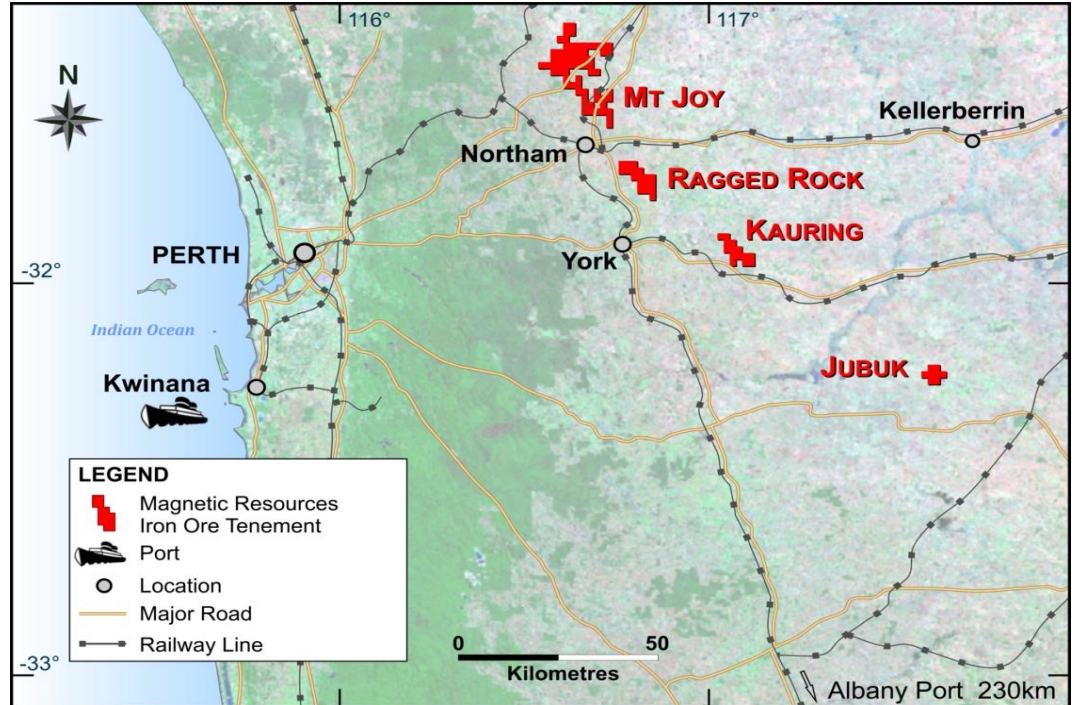 116°
117°
N
MT JOY
Kellerberrin
Northam
RAGGED ROCK
KAURING
PERTH
York
-32°
Indian Ocean
JUBUK
Kwinana
LEGEND
Magnetic Resources
Iron Ore Tenement
Port
Location
Major Road
Railway Line
0 50
Kilometres
-33°
Albany Port 230km